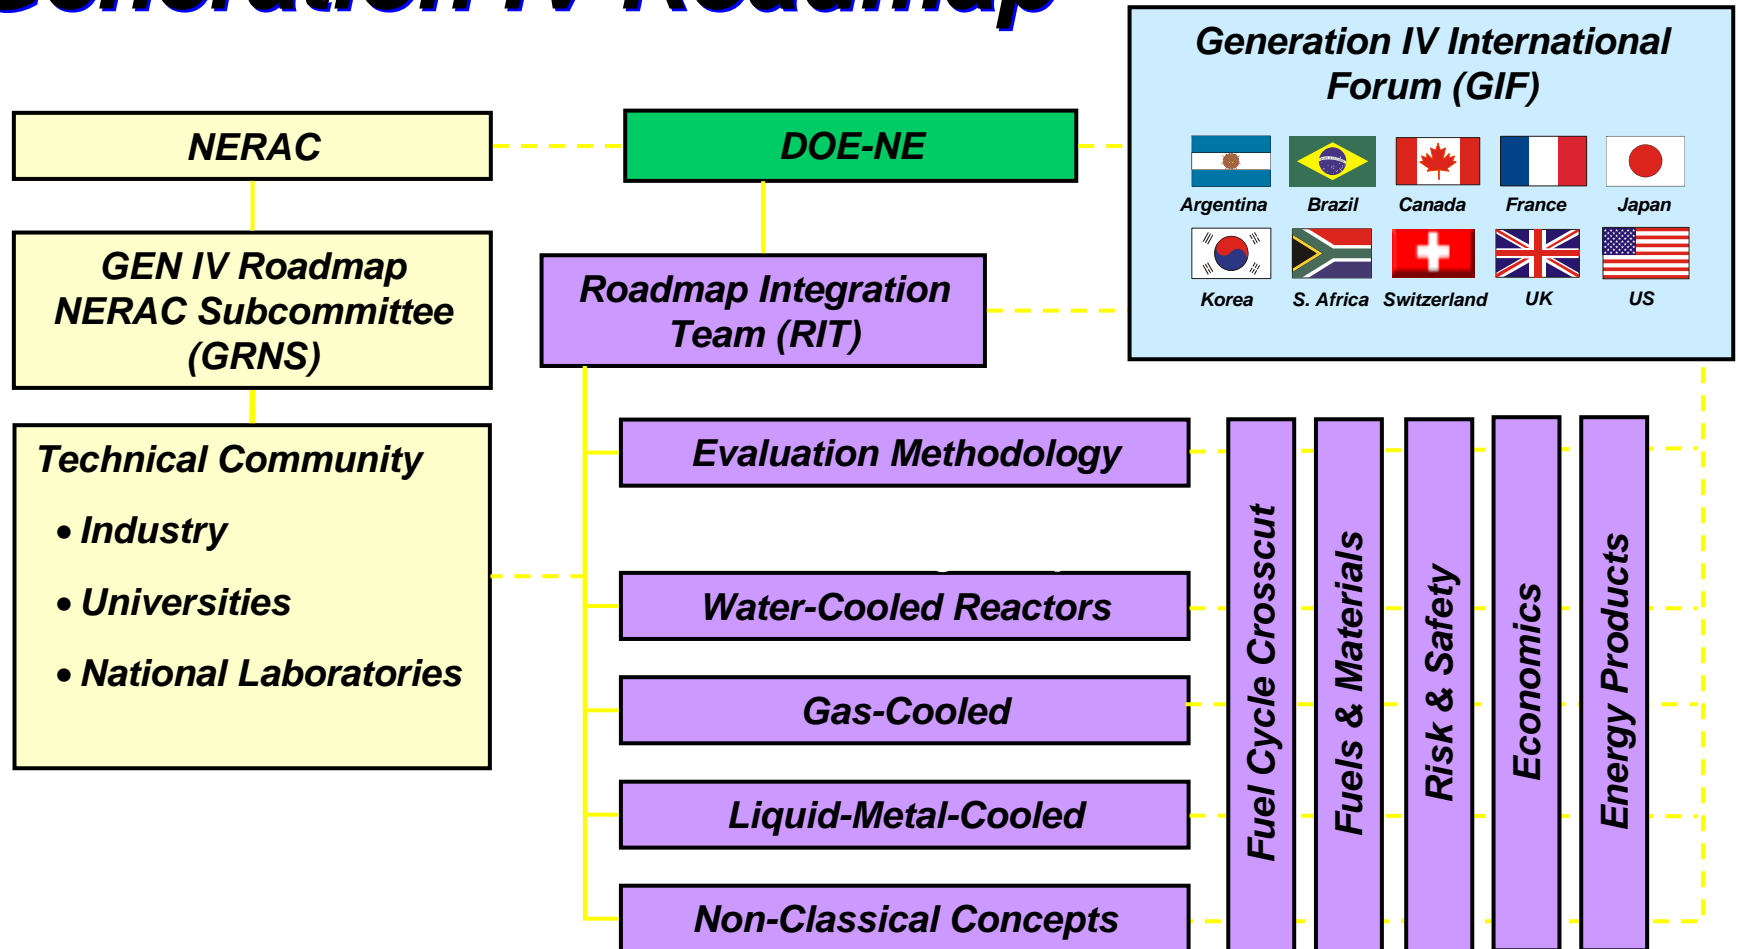 Generation IV Roadmap
Generation IV International
Forum (GIF)
Argentina
Brazil
Canada
France
Japan
Korea
S. Africa
Switzerland
UK
US
NERAC
DOE-NE
GEN IV Roadmap
NERAC Subcommittee
(GRNS)
Roadmap Integration
Team (RIT)
Technical Community
• Industry
• Universities
• National Laboratories
Evaluation Methodology
Water-Cooled Reactors
Gas-Cooled
Liquid-Metal-Cooled
Non-Classical Concepts
Fuel Cycle Crosscut
Fuels & Materials
Risk & Safety
Economics
Energy Products